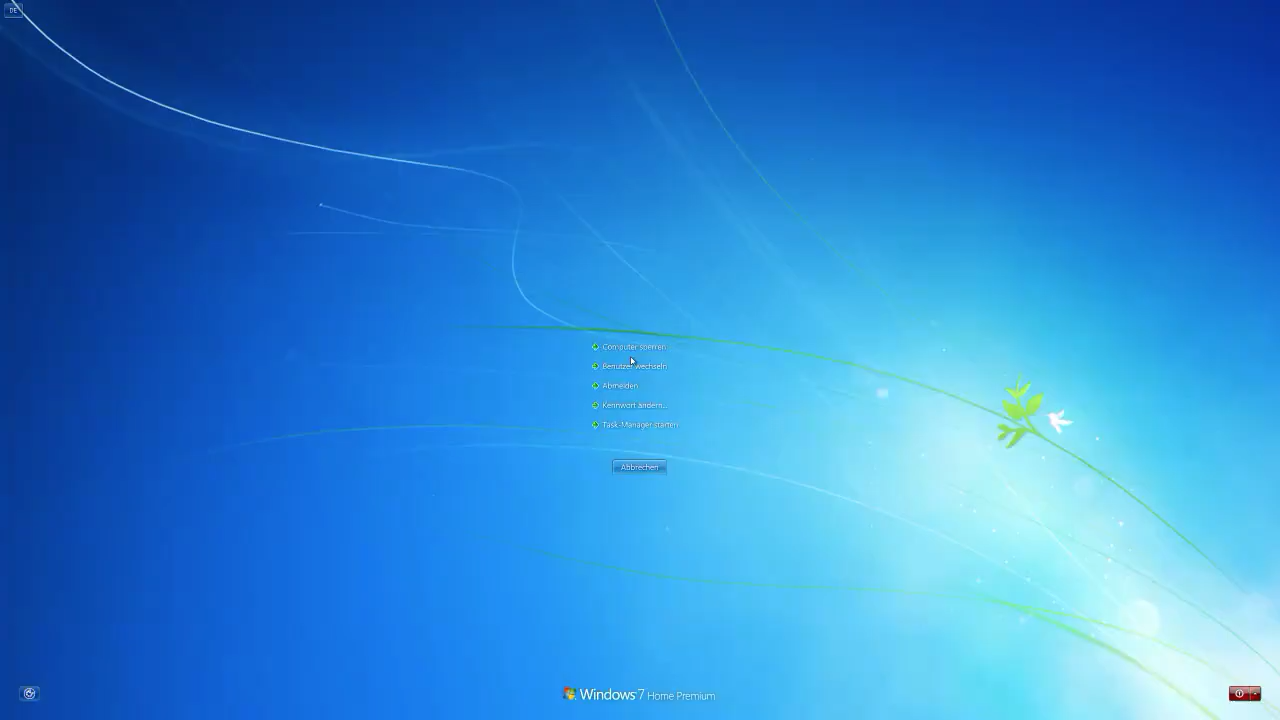 DE
Computer sperren
Benutzer wechseln
Abmelden
Kennwort ändern...
Task-Manager starten
Abbrechen
Windows 7 Home Premium